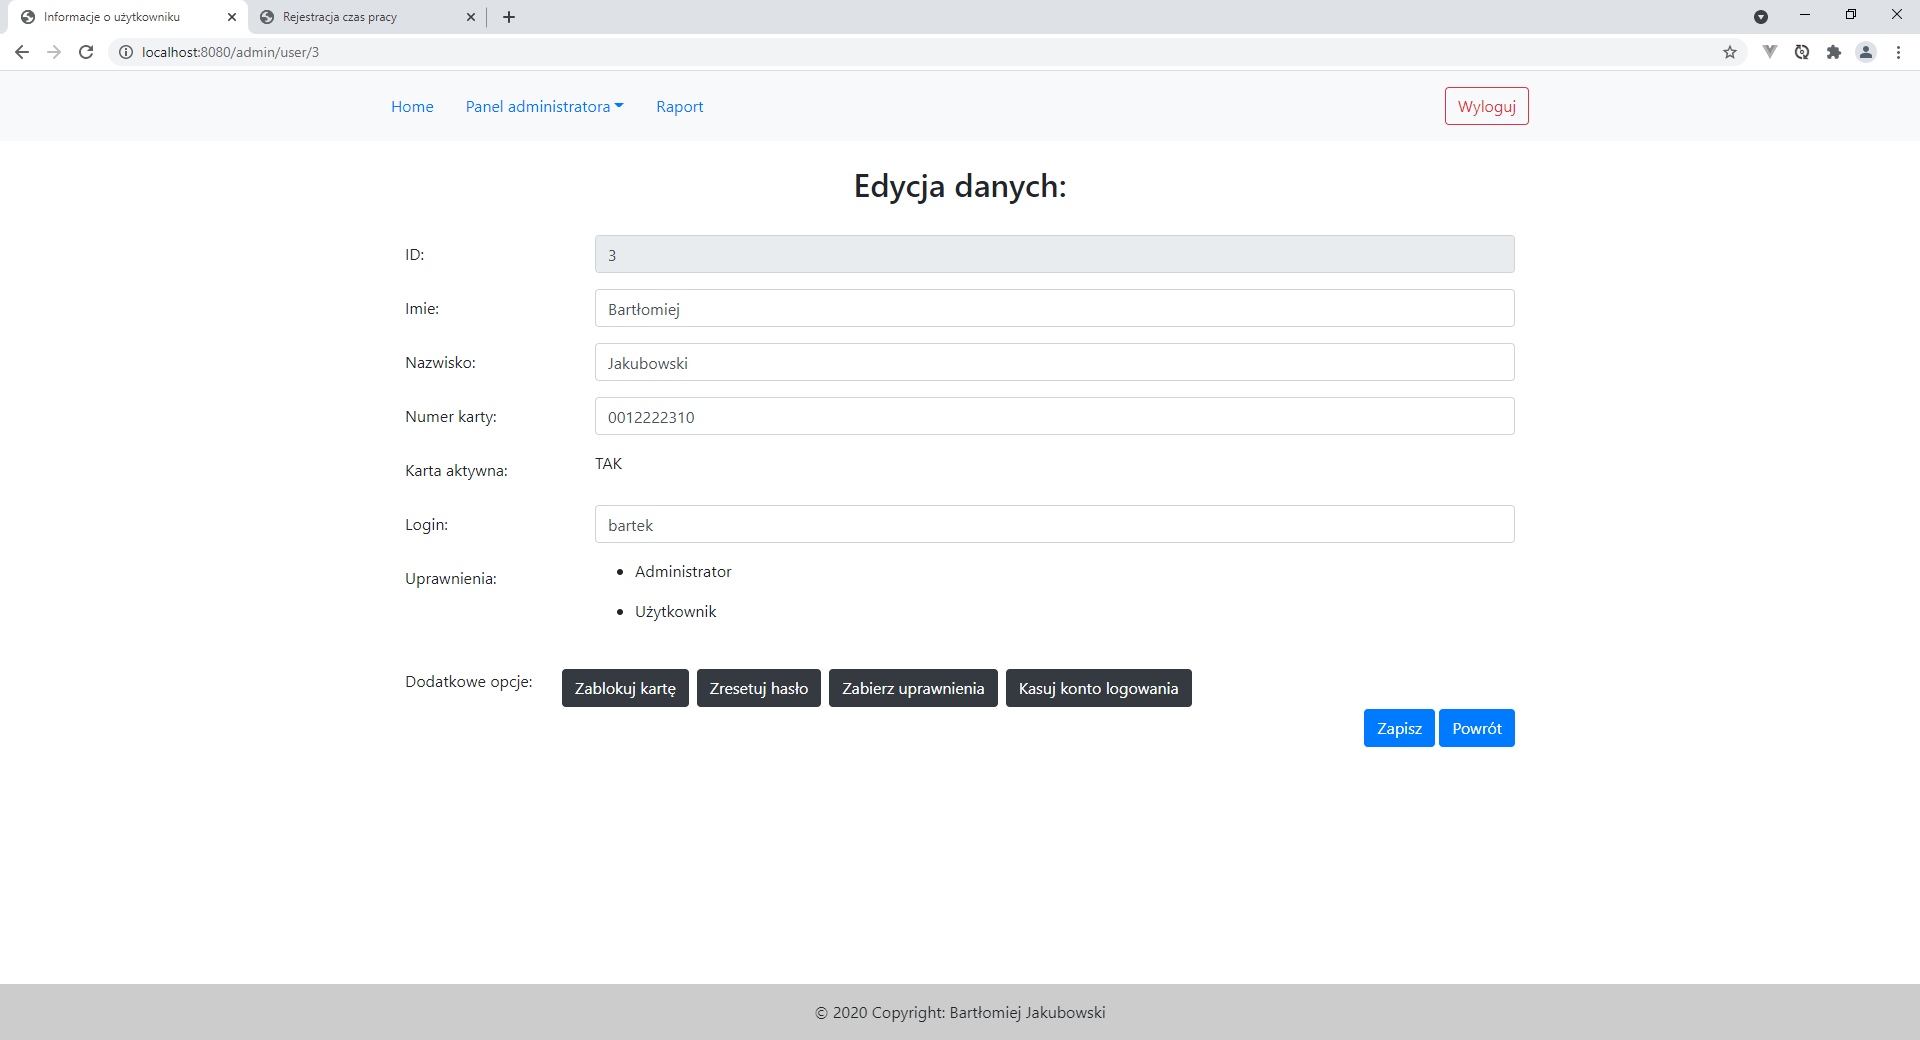 Informacje o użytkowniku
Rejestracja czas pracy
localhost:8080/admin/user/3
Home Panel administratora Raport Wyloguj
Edycja danych:
ID: 3
Imie: Bartłomiej
Nazwisko: Jakubowski
Numer karty: 0012222310
Karta aktywna: TAK
Login: bartek
Uprawnienia:
Administrator
Użytkownik
Dodatkowe opcje: Zablokuj kartę Zresetuj hasło Zabierz uprawnienia Kasuj konto logowania
Zapisz Powrót
© 2020 Copyright: Bartłomiej Jakubowski